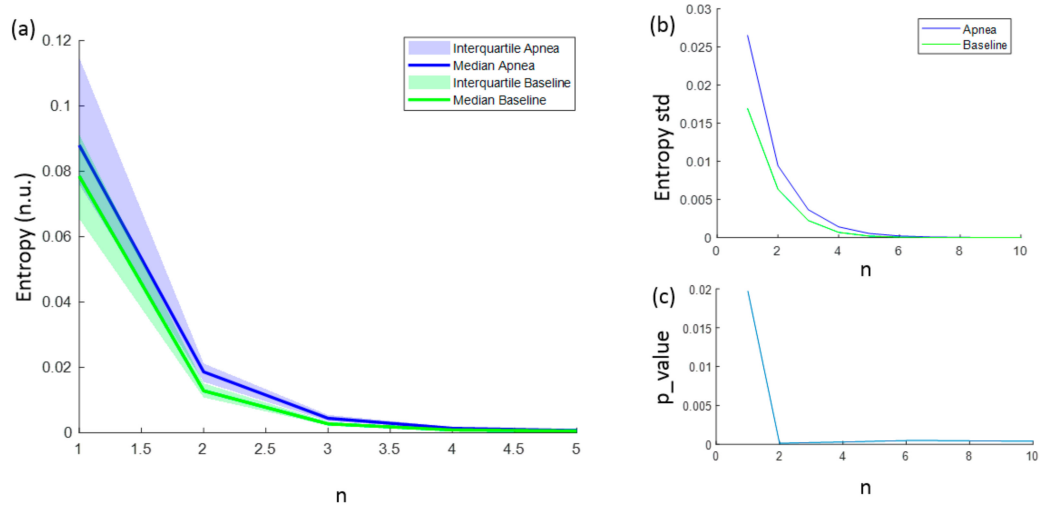 (a)
0.12
0.1
0.08
0.06
0.04
0.02
0
Entropy (n.u.)
1
1.5
2
2.5
3
3.5
4
4.5
5
n
Interquartile Apnea
Median Apnea
Interquartile Baseline
Median Baseline
(b)
0.03
0.025
0.02
0.015
0.01
0.005
0
Entropy std
0
2
4
6
8
10
n
Apnea
Baseline
(c)
0.02
0.015
0.01
0.005
0
p_value
0
2
4
6
8
10
n